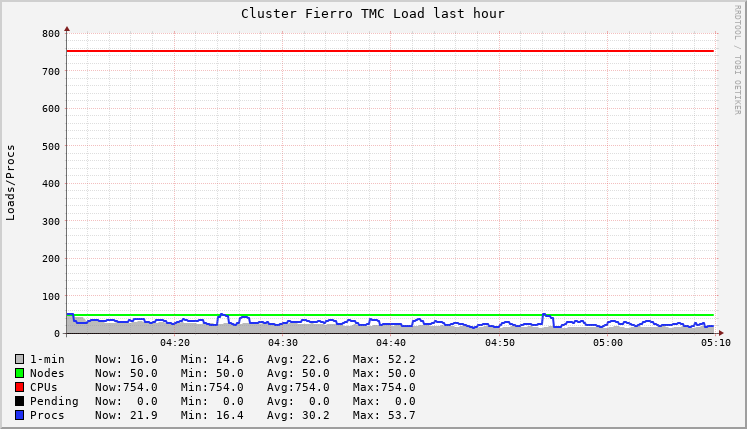 Cluster Fierro TMC Load last hour
RRDTOOL / TOBI OETIKER
Loads/Procs
800
700
600
500
400
300
200
100
0
04:20 04:30 04:40 04:50 05:00 05:10
1-min Now: 16.0 Min: 14.6 Avg: 22.6 Max: 52.2
Nodes Now: 50.0 Min: 50.0 Avg: 50.0 Max: 50.0
CPUs Now:754.0 Min:754.0 Avg:754.0 Max:754.0
Pending Now: 0.0 Min: 0.0 Avg: 0.0 Max: 0.0
Procs Now: 21.9 Min: 16.4 Avg: 30.2 Max: 53.7